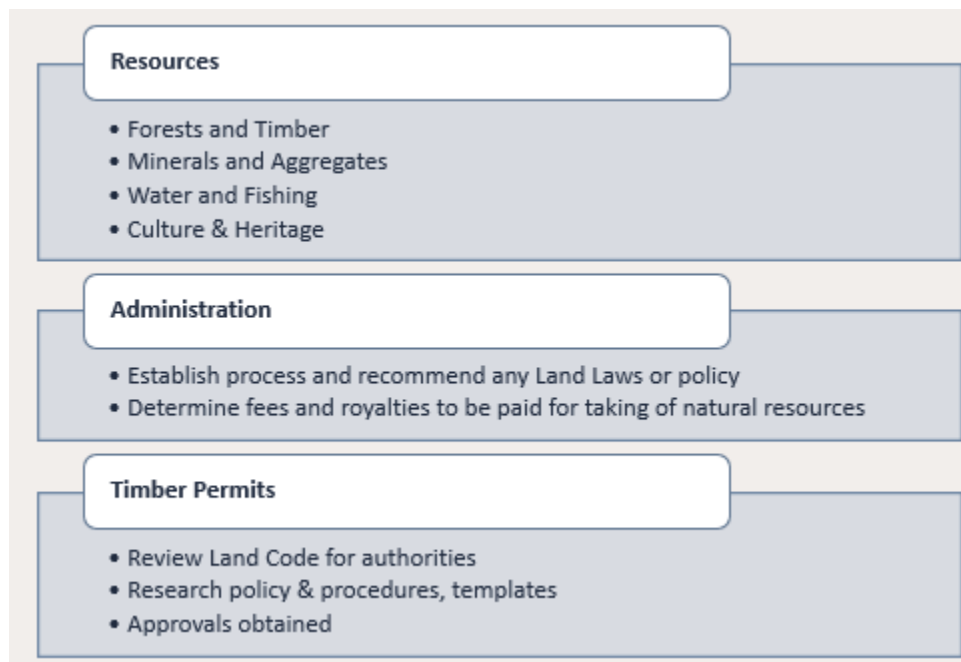 Resources
• Forests and Timber
• Minerals and Aggregates
• Water and Fishing
• Culture & Heritage
Administration
• Establish process and recommend any Land Laws or policy
• Determine fees and royalties to be paid for taking of natural resources
Timber Permits
• Review Land Code for authorities
• Research policy & procedures, templates
• Approvals obtained